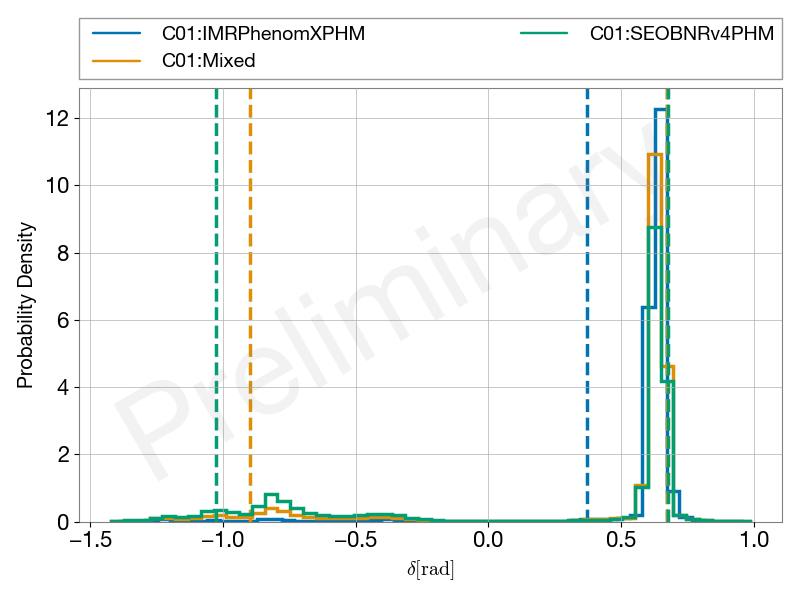 C01:IMRPhenomXPHM
C01:SEOBNRv4PHM
C01:Mixed
Preliminary
Probability Density
12
10
8
6
4
2
0
−1.5
−1.0
−0.5
0.0
0.5
1.0
δ[rad]